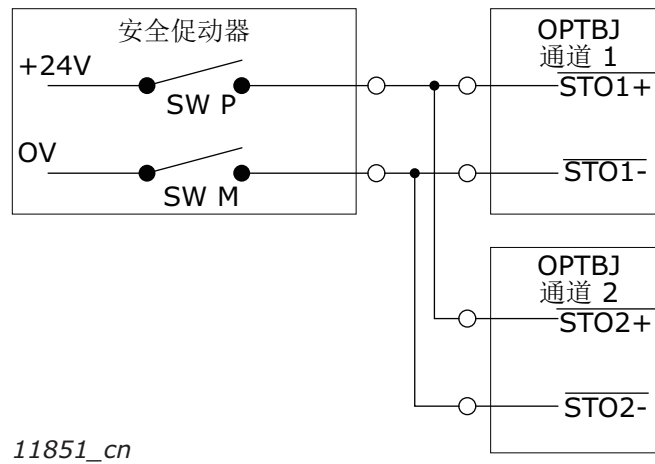 安全促动器
+24V
SW P
0V
SW M
OPTBJ
通道 1
STO1+
STO1-
OPTBJ
通道 2
STO2+
STO2-
11851_cn